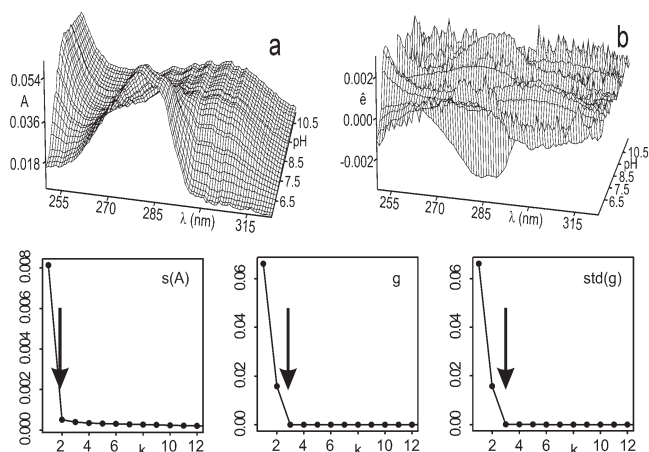 a
b
0.054
A
0.036
0.018
10.5
pH
8.5
7.5
6.5
255
270
285
λ (nm)
315
0.002
ê
0.000
-0.002
10.5
pH
8.5
7.5
6.5
255
270
285
λ (nm)
315
s(A)
0.008
0.006
0.004
0.002
0.000
2 4 6 8 10 12
k
g
0.06
0.04
0.02
0.00
2 4 6 8 10 12
k
std(g)
0.06
0.04
0.02
0.00
2 4 6 8 10 12
k